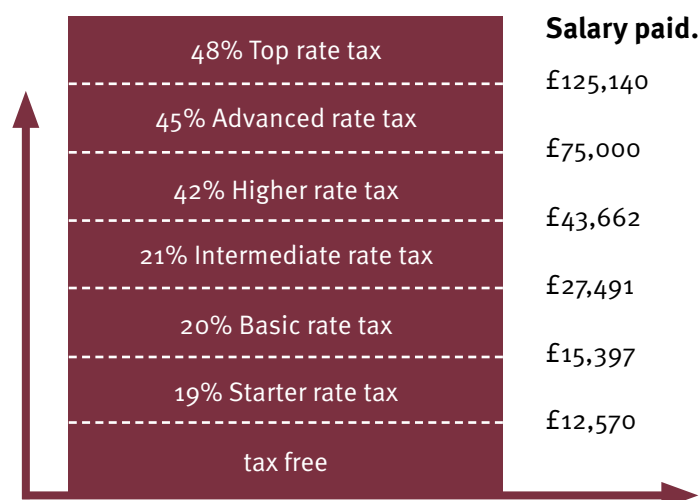 Salary paid.
48% Top rate tax
£125,140
45% Advanced rate tax
£75,000
42% Higher rate tax
£43,662
21% Intermediate rate tax
£27,491
20% Basic rate tax
£15,397
19% Starter rate tax
£12,570
tax free